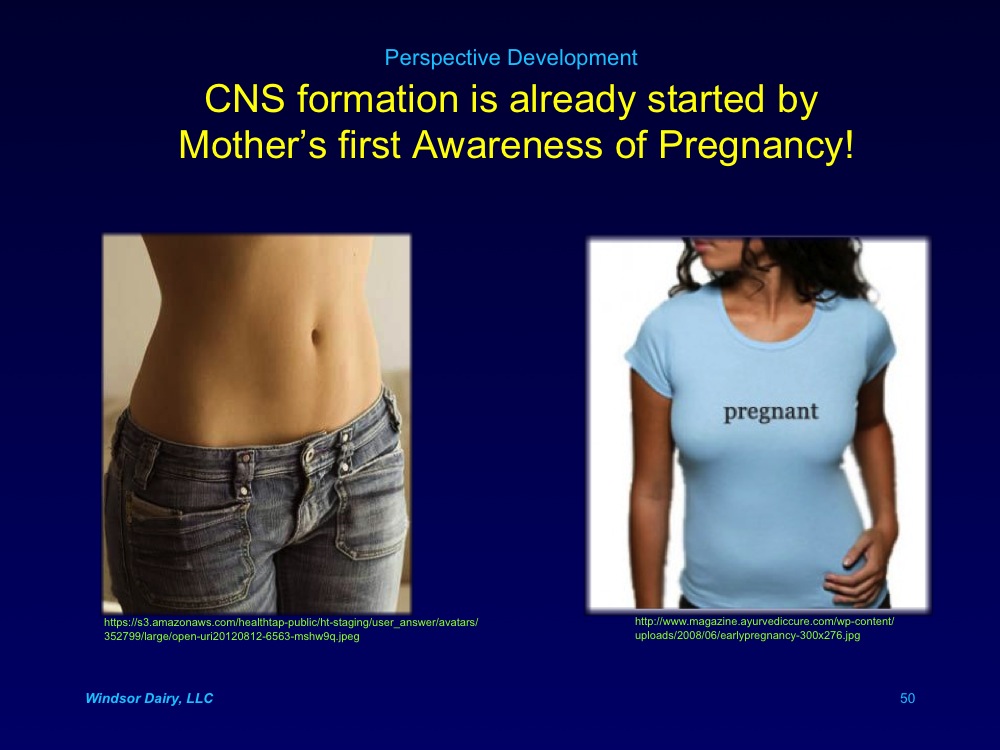 Perspective Development
CNS formation is already started by
Mother’s first Awareness of Pregnancy!
pregnant
https://s3.amazonaws.com/healthtap-public/ht-staging/user_answer/avatars/
352799/large/open-uri20120812-6563-mshw9q.jpeg
http://www.magazine.ayurvediccure.com/wp-content/
uploads/2008/06/earlypregnancy-300x276.jpg
Windsor Dairy, LLC
50